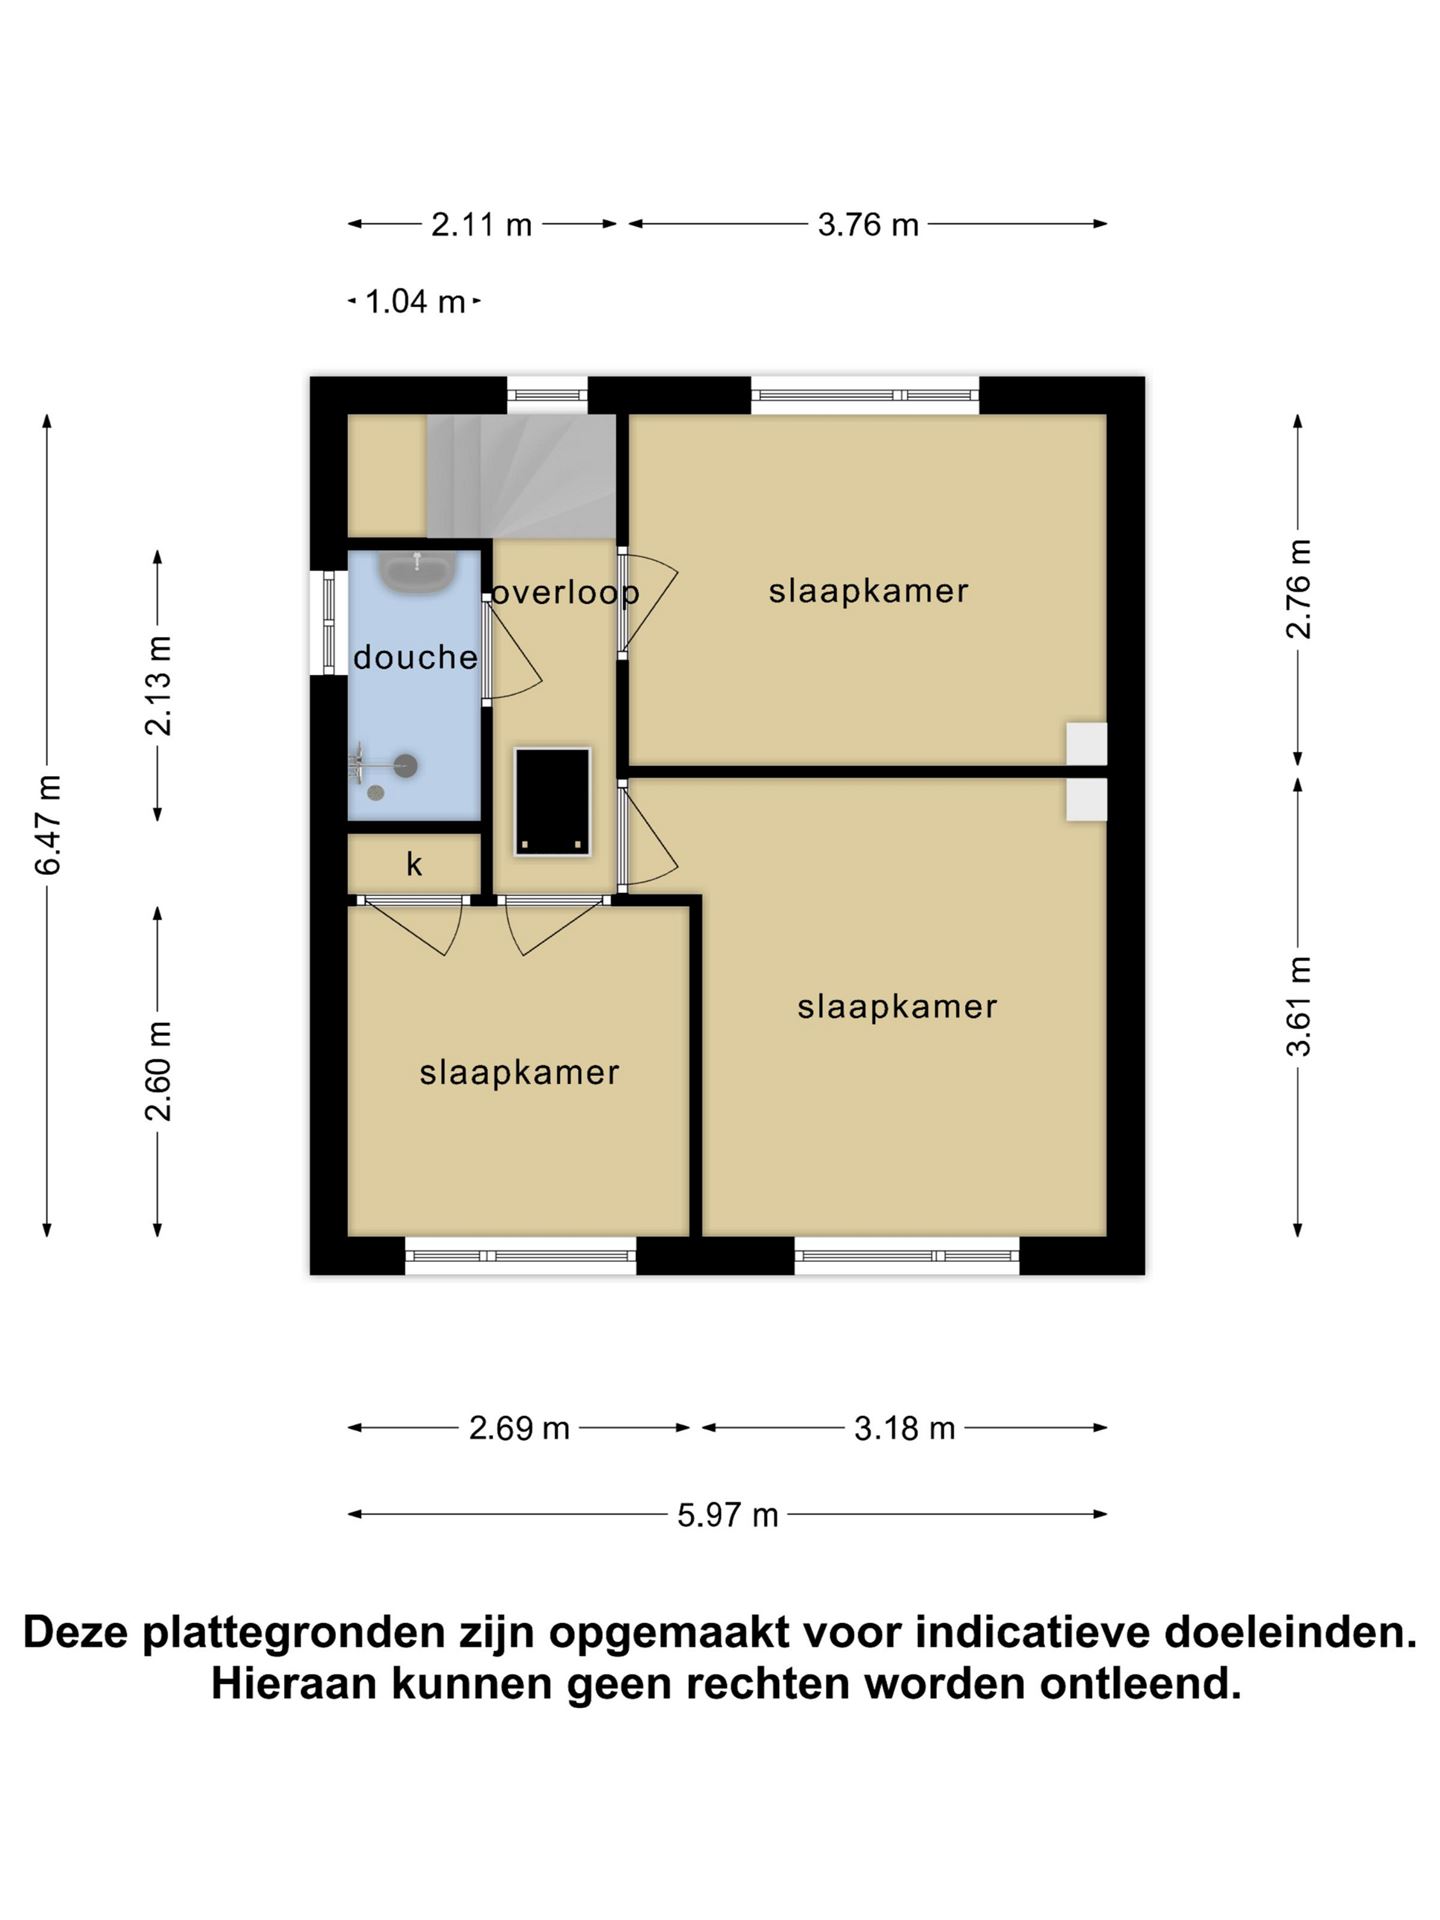 2.11 m
3.76 m
1.04 m
overloop
slaapkamer
2.76 m
douche
2.13 m
6.47 m
k
slaapkamer
3.61 m
slaapkamer
2.60 m
2.69 m
3.18 m
5.97 m
Deze plattegronden zijn opgemaakt voor indicatieve doeleinden.
Hieraan kunnen geen rechten worden ontleend.